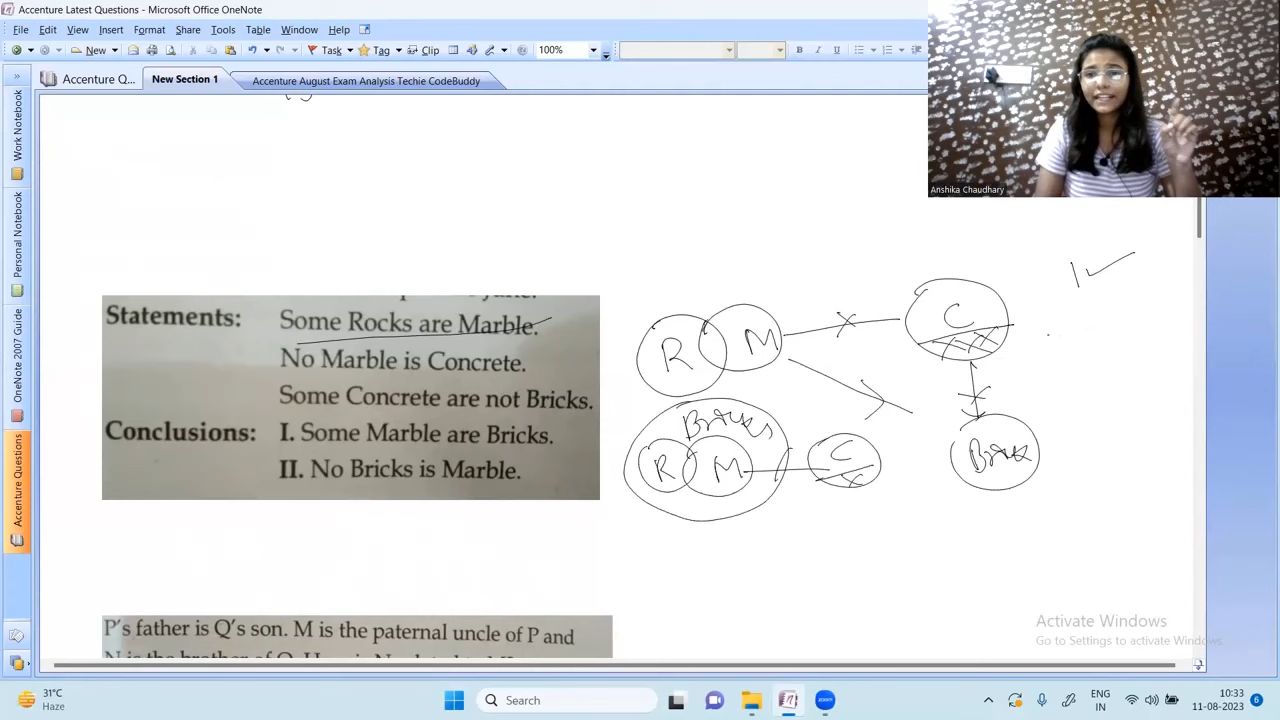 Accenture Latest Questions - Microsoft Office OneNote
File Edit View Insert Format Share Tools Table Window Help
New Task Tag Clip 100% B I U
Accenture Q... New Section 1 Accenture August Exam Analysis Techie CodeBuddy
Work Notebook
Personal Notebook
OneNote 2007 Guide
Accenture Questions
Anshika Chaudhary
Statements: Some Rocks are Marble.
No Marble is Concrete.
Some Concrete are not Bricks.
Conclusions: I. Some Marble are Bricks.
II. No Bricks is Marble.
R M C
1
Bricks
R M C Brick
P's father is Q's son. M is the paternal uncle of P and
Activate Windows
Go to Settings to activate Windows
31°C
Haze
Search
ENG
IN
10:33
11-08-2023
6